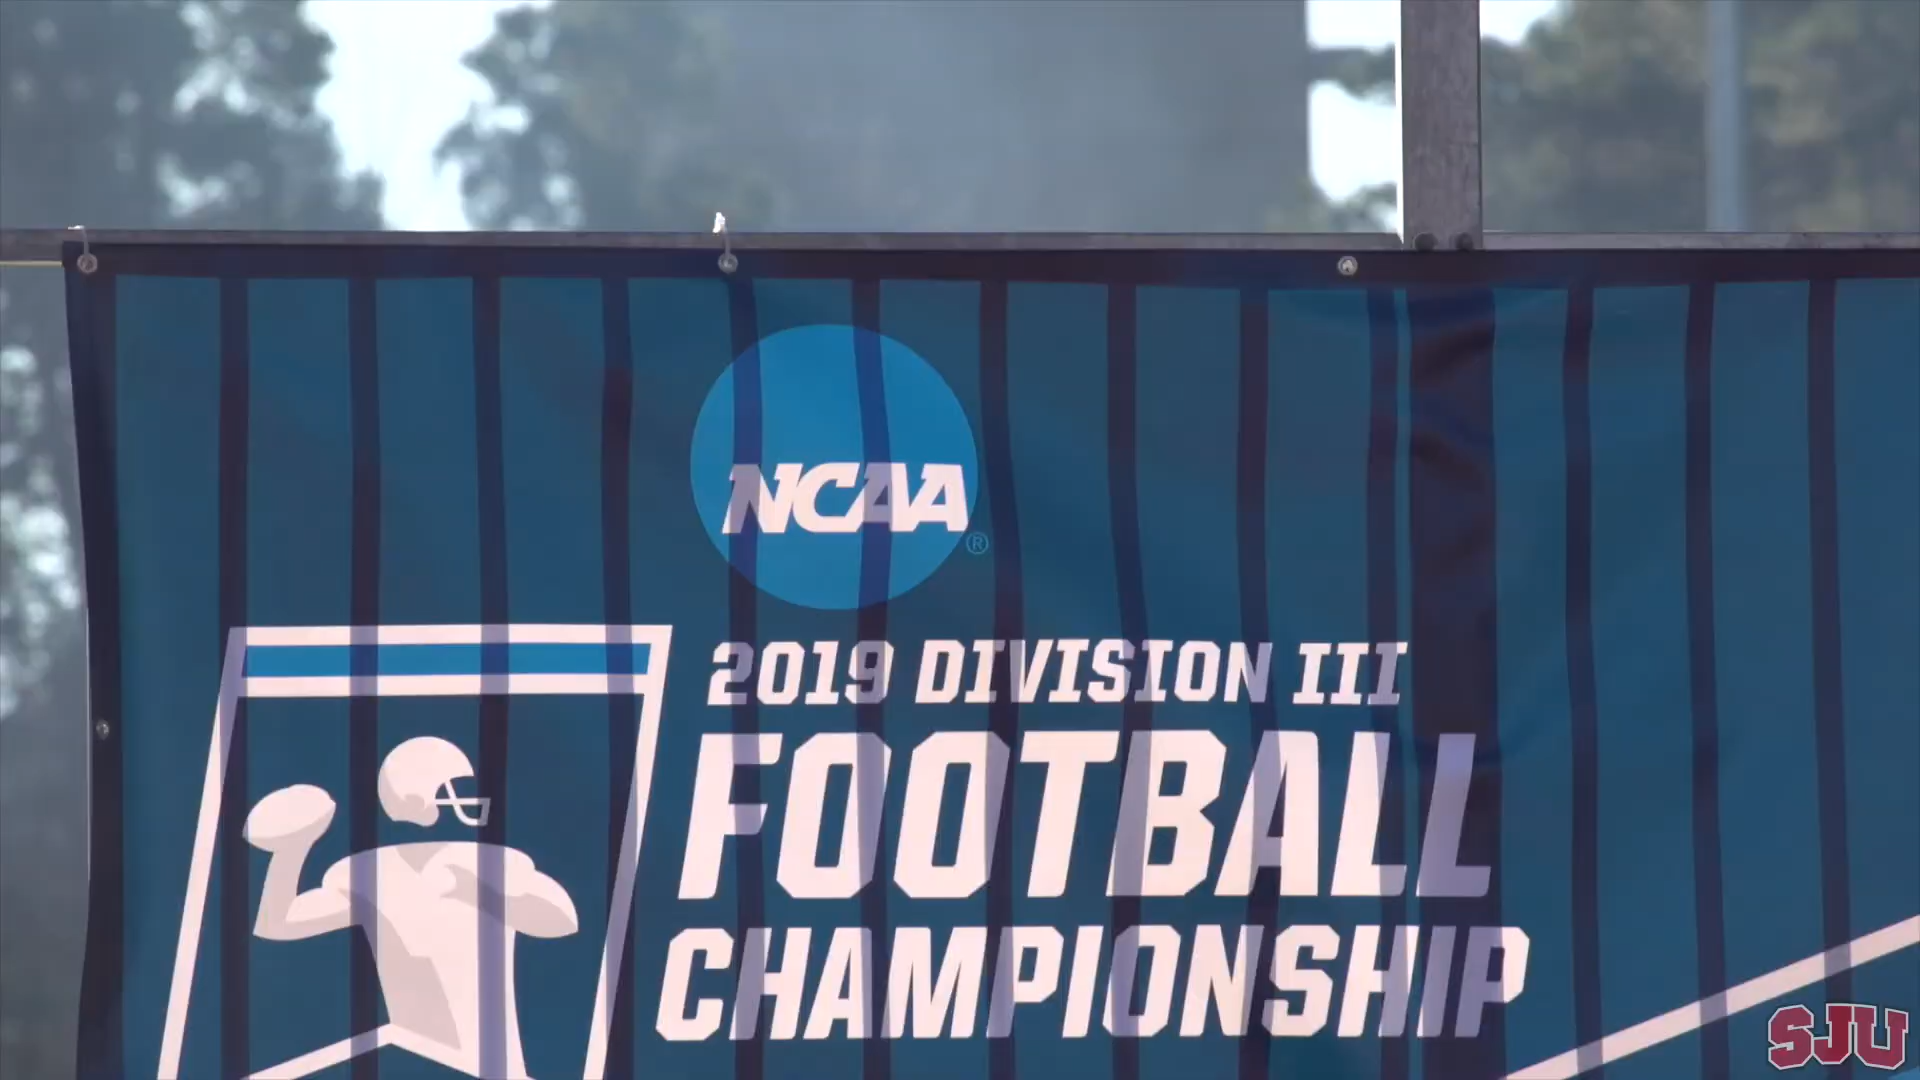 NCAA®
2019 DIVISION III
FOOTBALL
CHAMPIONSHIP
SJU